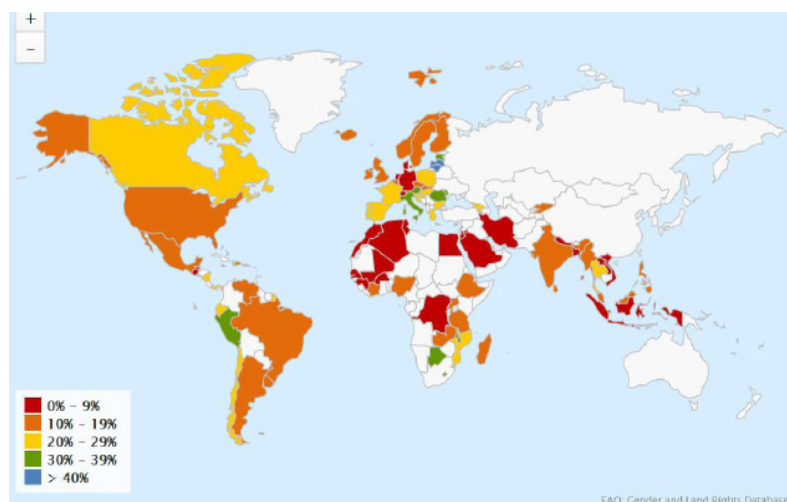 +
−
0% - 9%
10% - 19%
20% - 29%
30% - 39%
> 40%
FAO, Gender and Land Rights Database